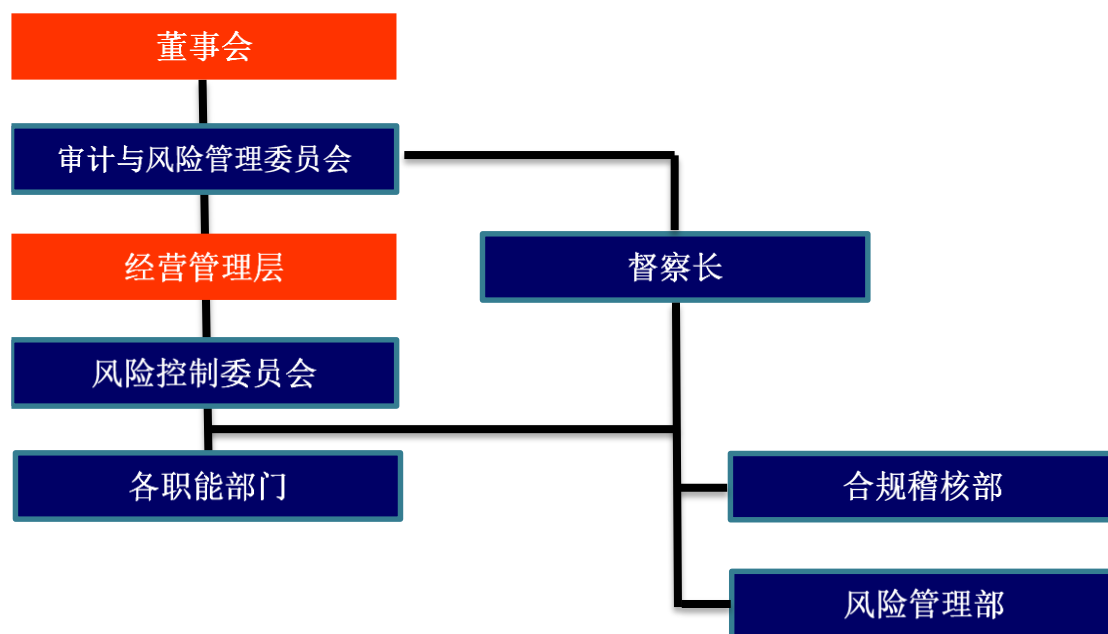 董事会
审计与风险管理委员会
经营管理层
督察长
风险控制委员会
各职能部门
合规稽核部
风险管理部